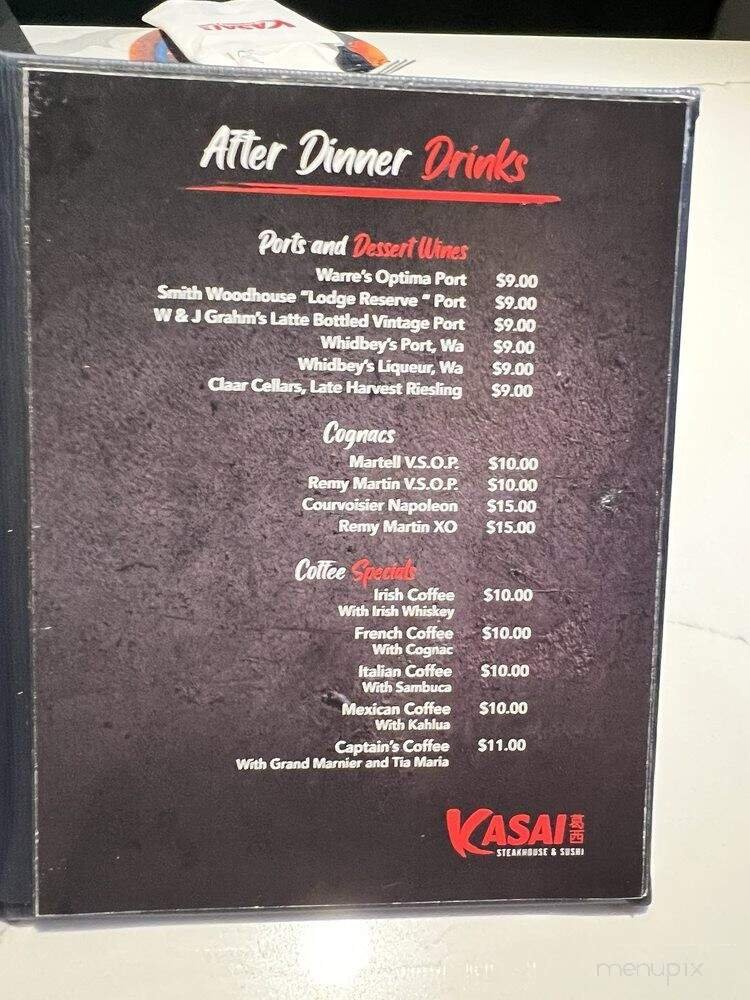 KASAI
After Dinner Drinks
Ports and Dessert Wines
Warre's Optima Port $9.00
Smith Woodhouse "Lodge Reserve " Port $9.00
W & J Grahm's Latte Bottled Vintage Port $9.00
Whidbey's Port, Wa $9.00
Whidbey's Liqueur, Wa $9.00
Claar Cellars, Late Harvest Riesling $9.00
Cognacs
Martell V.S.O.P. $10.00
Remy Martin V.S.O.P. $10.00
Courvoisier Napoleon $15.00
Remy Martin XO $15.00
Coffee Specials
Irish Coffee $10.00
With Irish Whiskey
French Coffee $10.00
With Cognac
Italian Coffee $10.00
With Sambuca
Mexican Coffee $10.00
With Kahlua
Captain's Coffee $11.00
With Grand Marnier and Tia Maria
KASAI 葛西
STEAKHOUSE & SUSHI
menupix